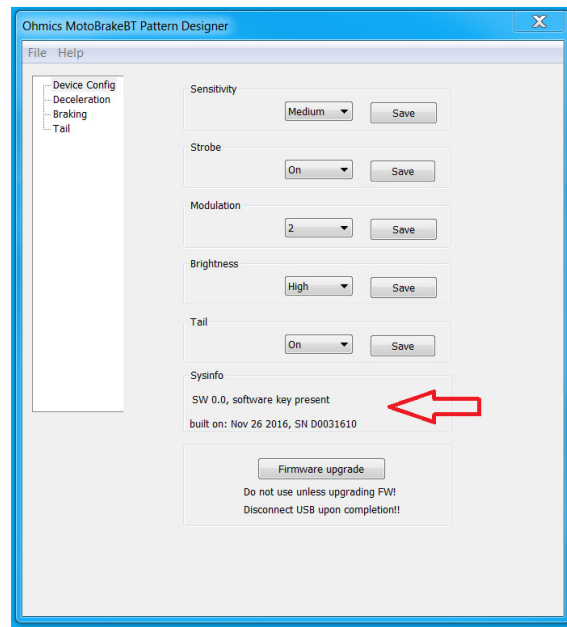 Ohmics MotoBrakeBT Pattern Designer
X
File Help
Device Config
Deceleration
Braking
Tail
Sensitivity
Medium
Save
Strobe
On
Save
Modulation
2
Save
Brightness
High
Save
Tail
On
Save
Sysinfo
SW 0.0, software key present
built on: Nov 26 2016, SN D0031610
Firmware upgrade
Do not use unless upgrading FW!
Disconnect USB upon completion!!